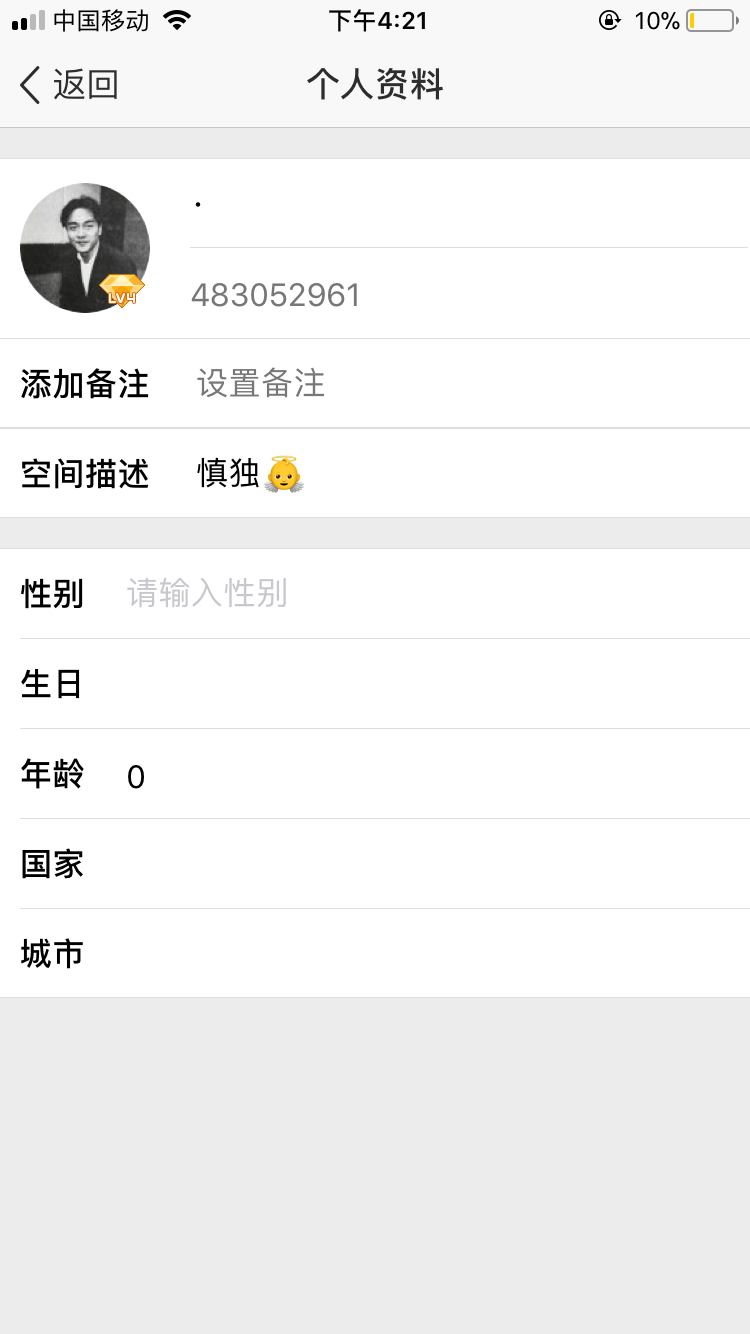 中国移动 下午4:21 10%
返回 个人资料
.
LV4
483052961
添加备注 设置备注
空间描述 慎独👼
性别 请输入性别
生日
年龄 0
国家
城市